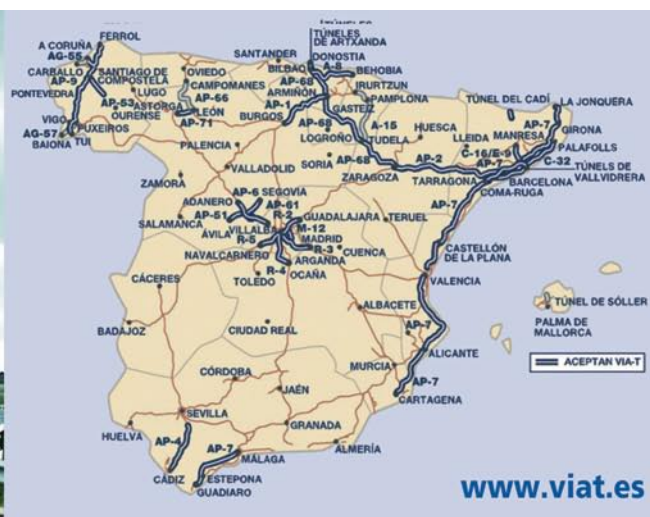 TÚNELES
DE ARTXANDA
FERROL
A CORUÑA
AG-55
CARBALLO
AP-9
SANTIAGO DE
COMPOSTELA
PONTEVEDRA
AP-53
LUGO
OURENSE
VIGO
PUXEIROS
AG-57
BAIONA
TUI
OVIEDO
CAMPOMANES
AP-66
ASTORGA
LEÓN
AP-71
SANTANDER
BILBAO
DONOSTIA
A-8
BEHOBIA
AP-68
IRURTZUN
ARMIÑÓN
PAMPLONA
AP-1
GASTEIZ
BURGOS
AP-68
A-15
LOGROÑO
TUDELA
HUESCA
TÚNEL DEL CADÍ
LA JONQUERA
AP-7
GIRONA
LLEIDA
MANRESA
PALAFOLLS
C-16/E-9
AP-7
C-32
TÚNELS DE
VALLVIDRERA
PALENCIA
VALLADOLID
SORIA
AP-68
AP-2
ZARAGOZA
TARRAGONA
BARCELONA
COMA-RUGA
ZAMORA
AP-6
SEGOVIA
ADANERO
AP-61
AP-51
R-2
GUADALAJARA
TERUEL
AP-7
SALAMANCA
ÁVILA
VILLALBA
M-12
R-5
MADRID
R-3
CUENCA
NAVALCARNERO
ARGANDA
R-4
OCAÑA
CASTELLÓN
DE LA PLANA
CÁCERES
TOLEDO
VALENCIA
TÚNEL DE SÓLLER
PALMA DE
MALLORCA
BADAJOZ
CIUDAD REAL
ALBACETE
AP-7
ALICANTE
ACEPTAN VIA-T
MURCIA
AP-7
CARTAGENA
CÓRDOBA
JAÉN
SEVILLA
GRANADA
HUELVA
AP-4
AP-7
MÁLAGA
ALMERÍA
CÁDIZ
ESTEPONA
GUADIARO
www.viat.es